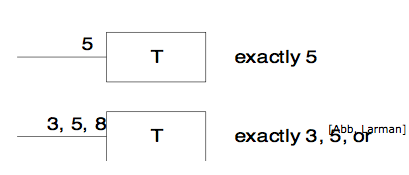 5
T
exactly 5
3, 5, 8
T
exactly 3, 5, or
[Abb. Larman]